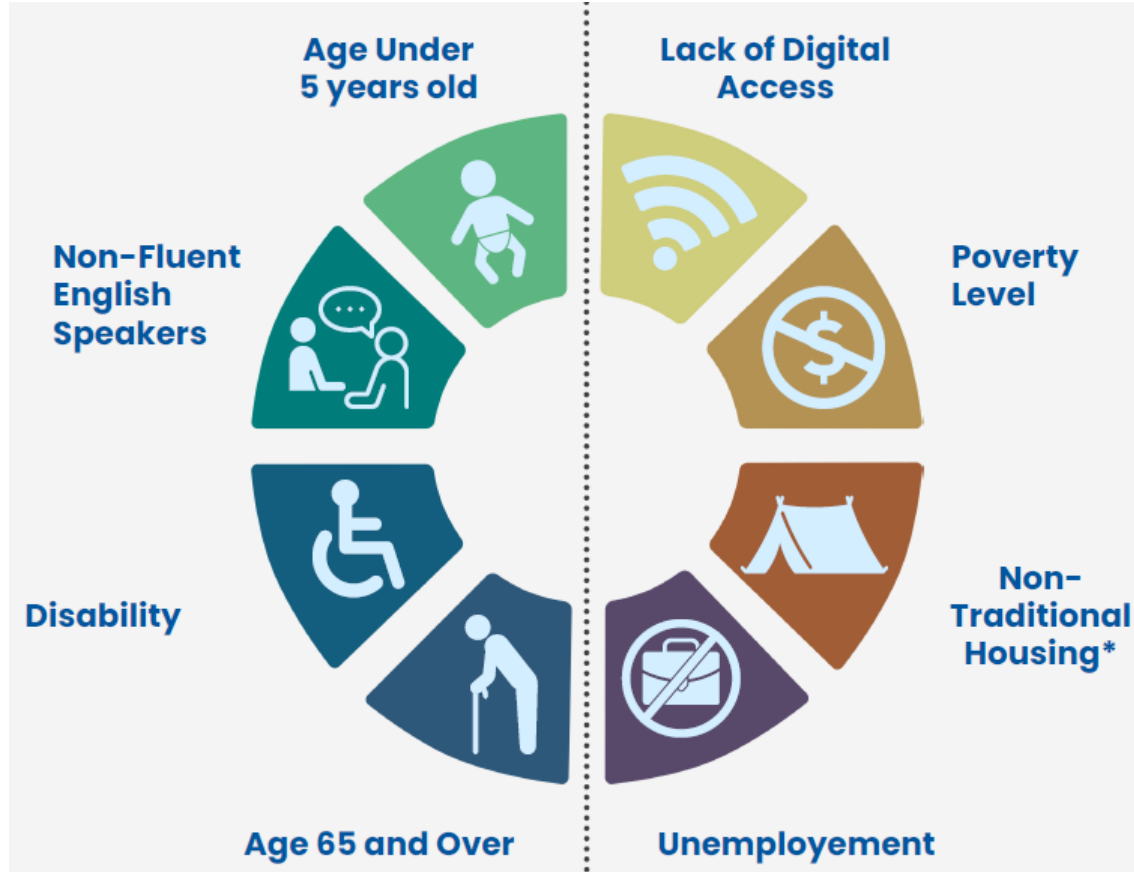 Age Under
5 years old
Lack of Digital
Access
Non-Fluent
English
Speakers
Poverty
Level
Disability
Non-
Traditional
Housing*
Age 65 and Over
Unemployement